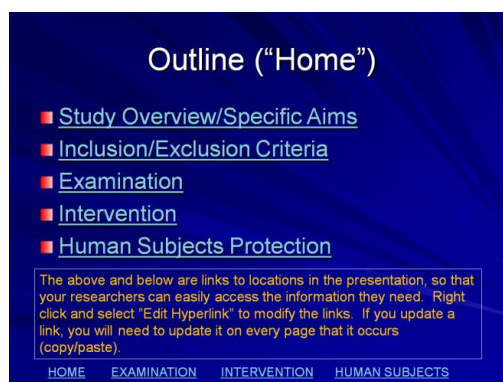 Outline (“Home”)
Study Overview/Specific Aims
Inclusion/Exclusion Criteria
Examination
Intervention
Human Subjects Protection
The above and below are links to locations in the presentation, so that
your researchers can easily access the information they need.  Right
click and select ”Edit Hyperlink” to modify the links.  If you update a
link, you will need to update it on every page that it occurs
(copy/paste).
HOME EXAMINATION INTERVENTION HUMAN SUBJECTS